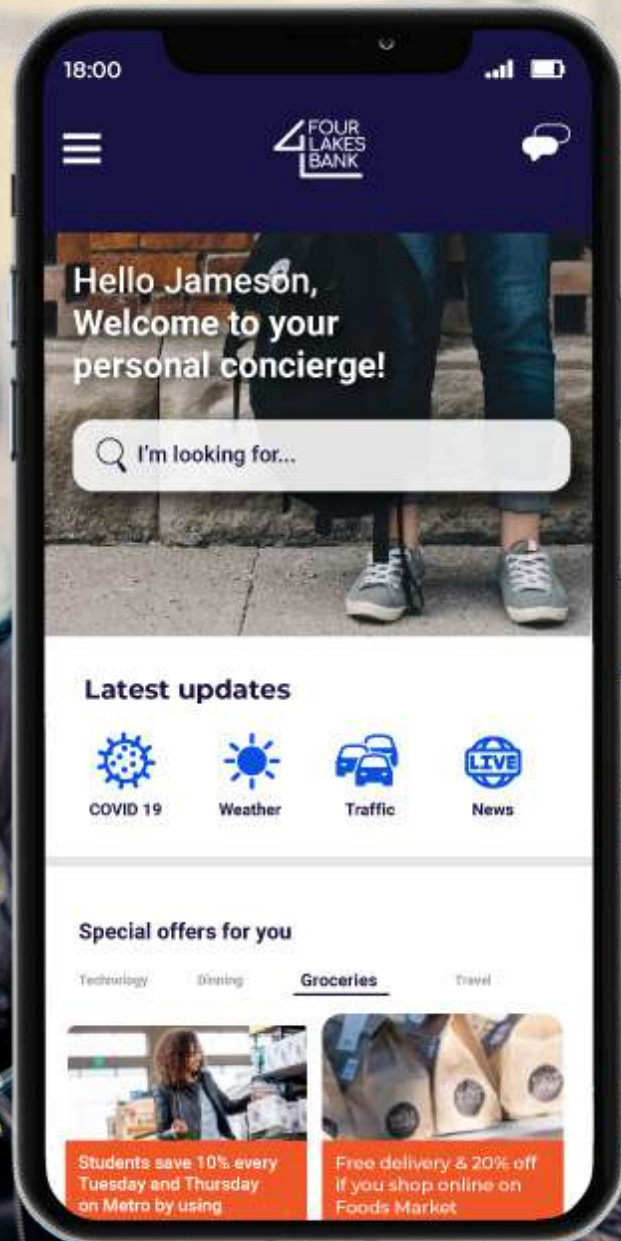 18:00
4 FOUR
LAKES
BANK
Hello Jameson,
Welcome to your
personal concierge!
I'm looking for...
Latest updates
COVID 19 Weather Traffic LIVE News
Special offers for you
Technology Dinning Groceries Travel
Students save 10% every
Tuesday and Thursday
on Metro by using
Free delivery & 20% off
if you shop online on
Foods Market